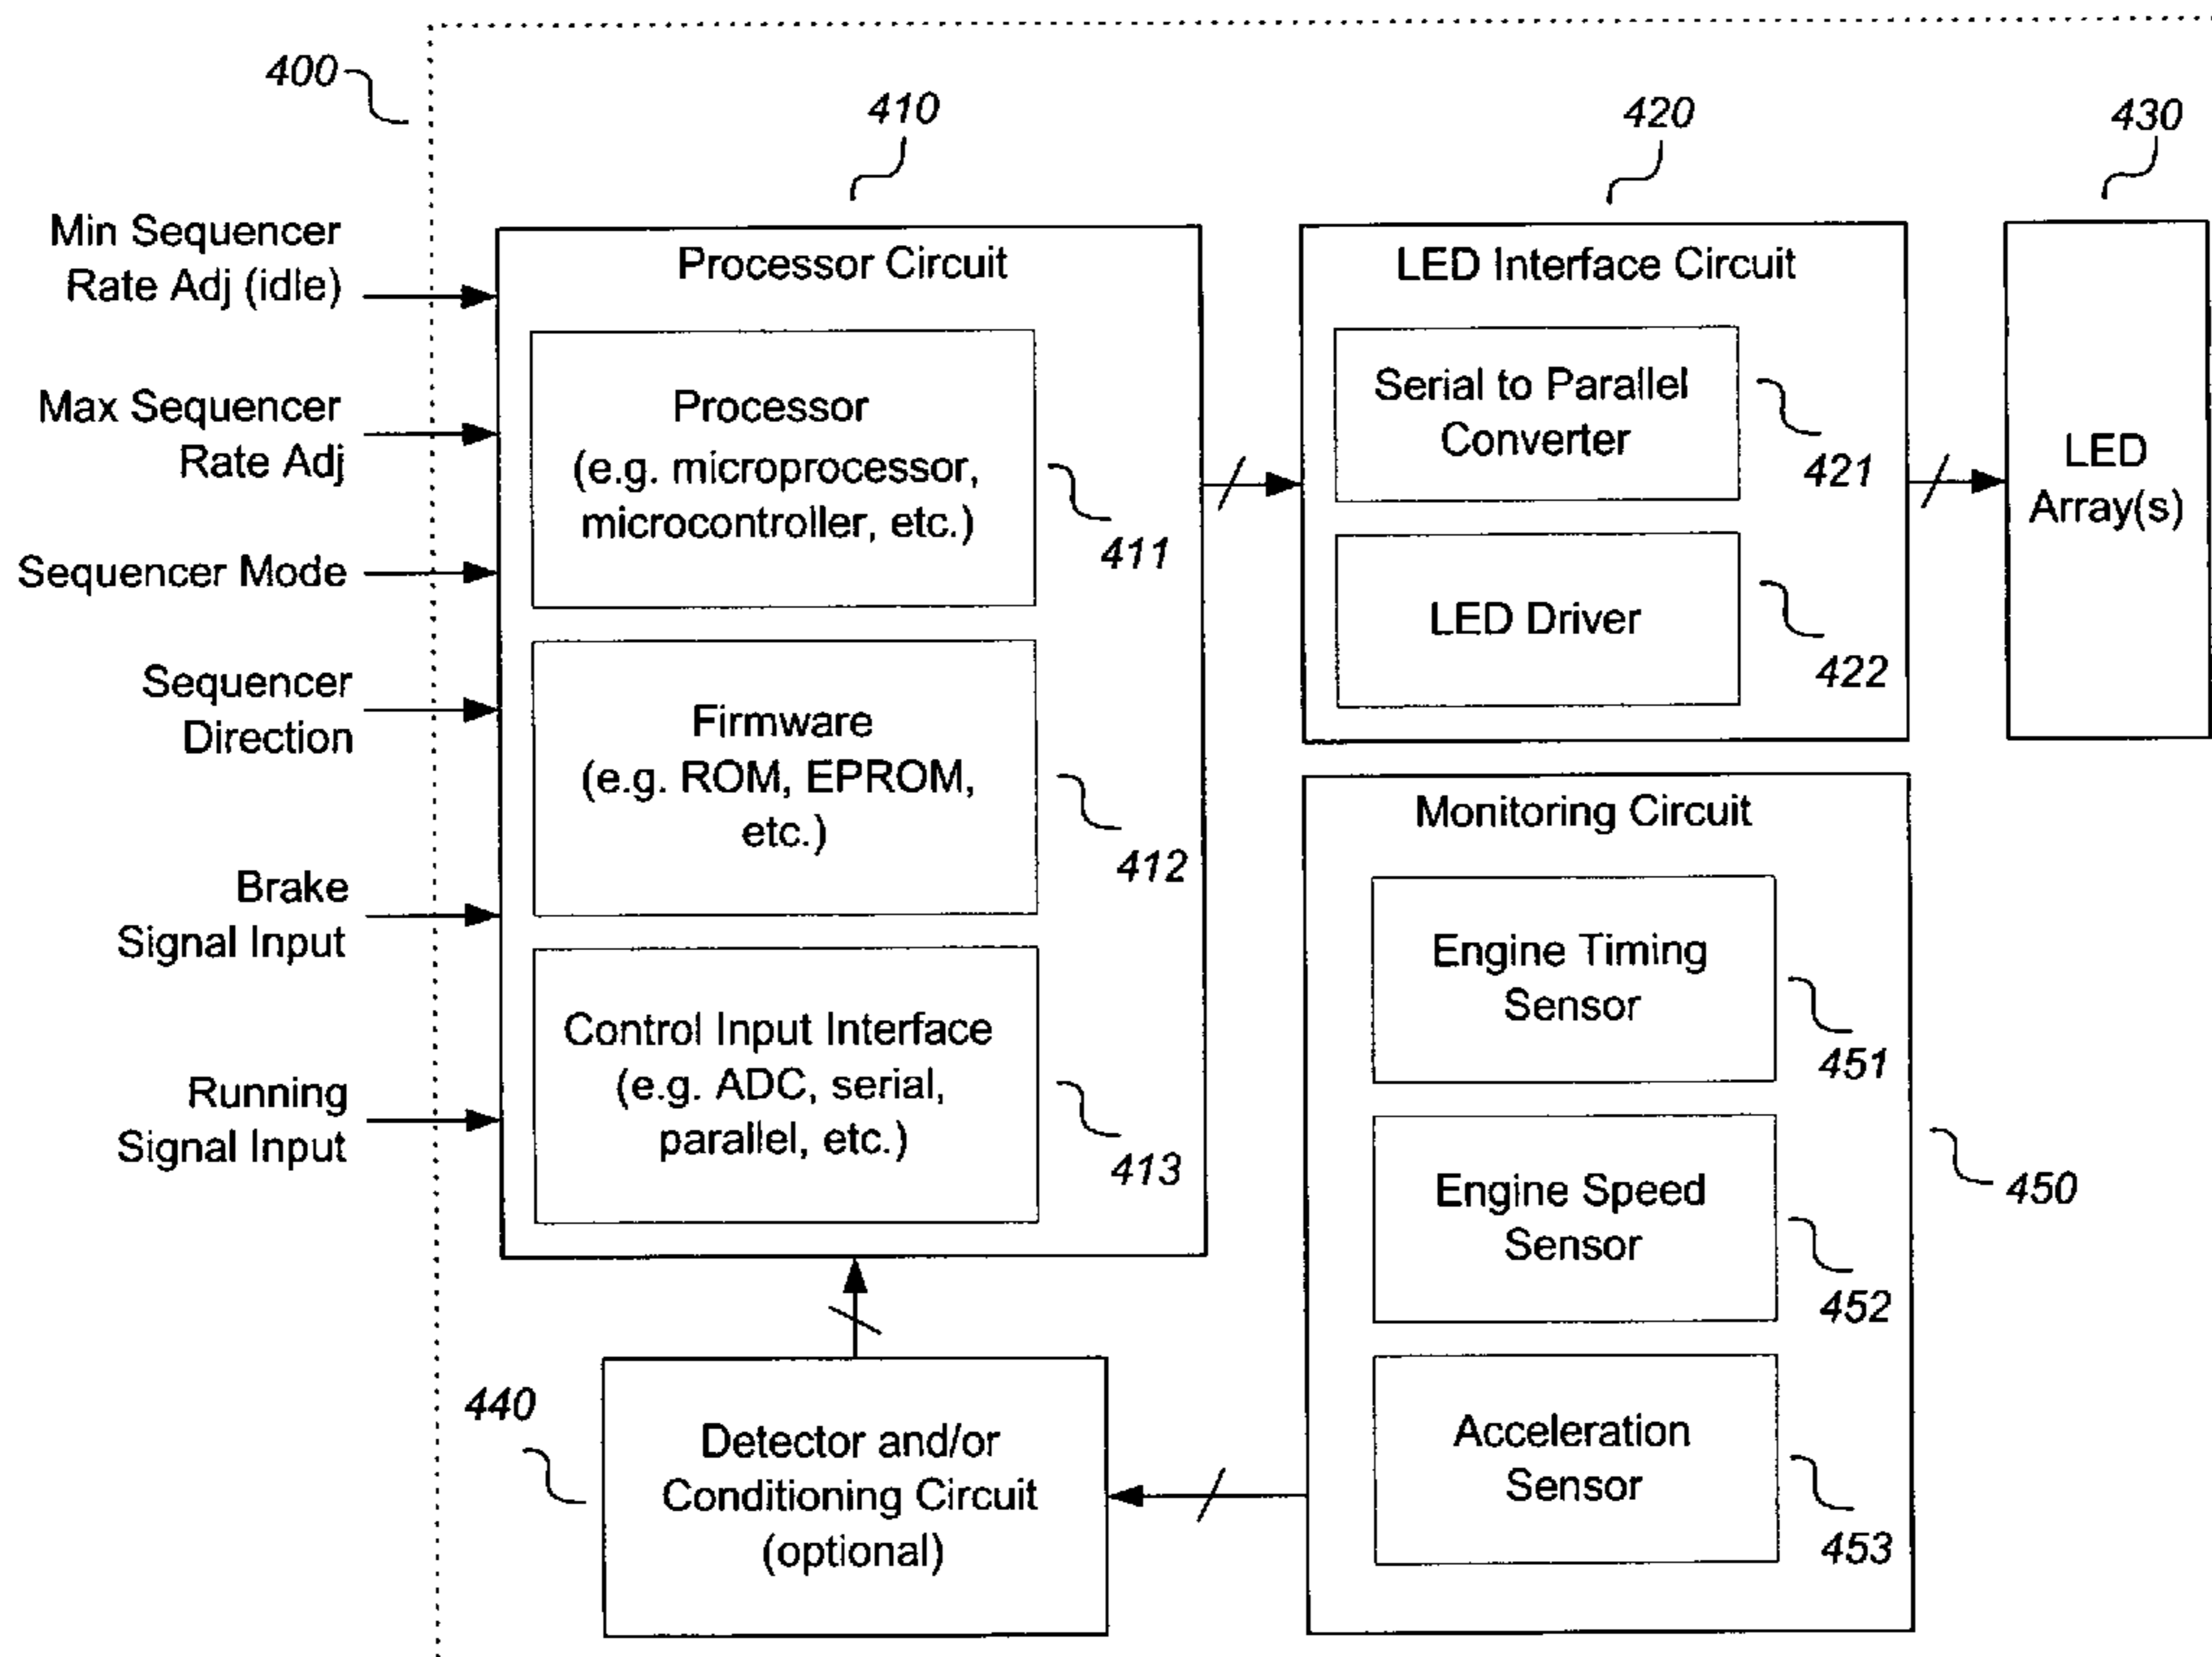 400
410
420
430
Min Sequencer
Rate Adj (idle)
Max Sequencer
Rate Adj
Sequencer Mode
Sequencer
Direction
Brake
Signal Input
Running
Signal Input
Processor Circuit
Processor
(e.g. microprocessor,
microcontroller, etc.)
411
Firmware
(e.g. ROM, EPROM,
etc.)
412
Control Input Interface
(e.g. ADC, serial,
parallel, etc.)
413
LED Interface Circuit
Serial to Parallel
Converter
421
LED Driver
422
LED
Array(s)
Monitoring Circuit
Engine Timing
Sensor
451
Engine Speed
Sensor
452
Acceleration
Sensor
453
450
440
Detector and/or
Conditioning Circuit
(optional)